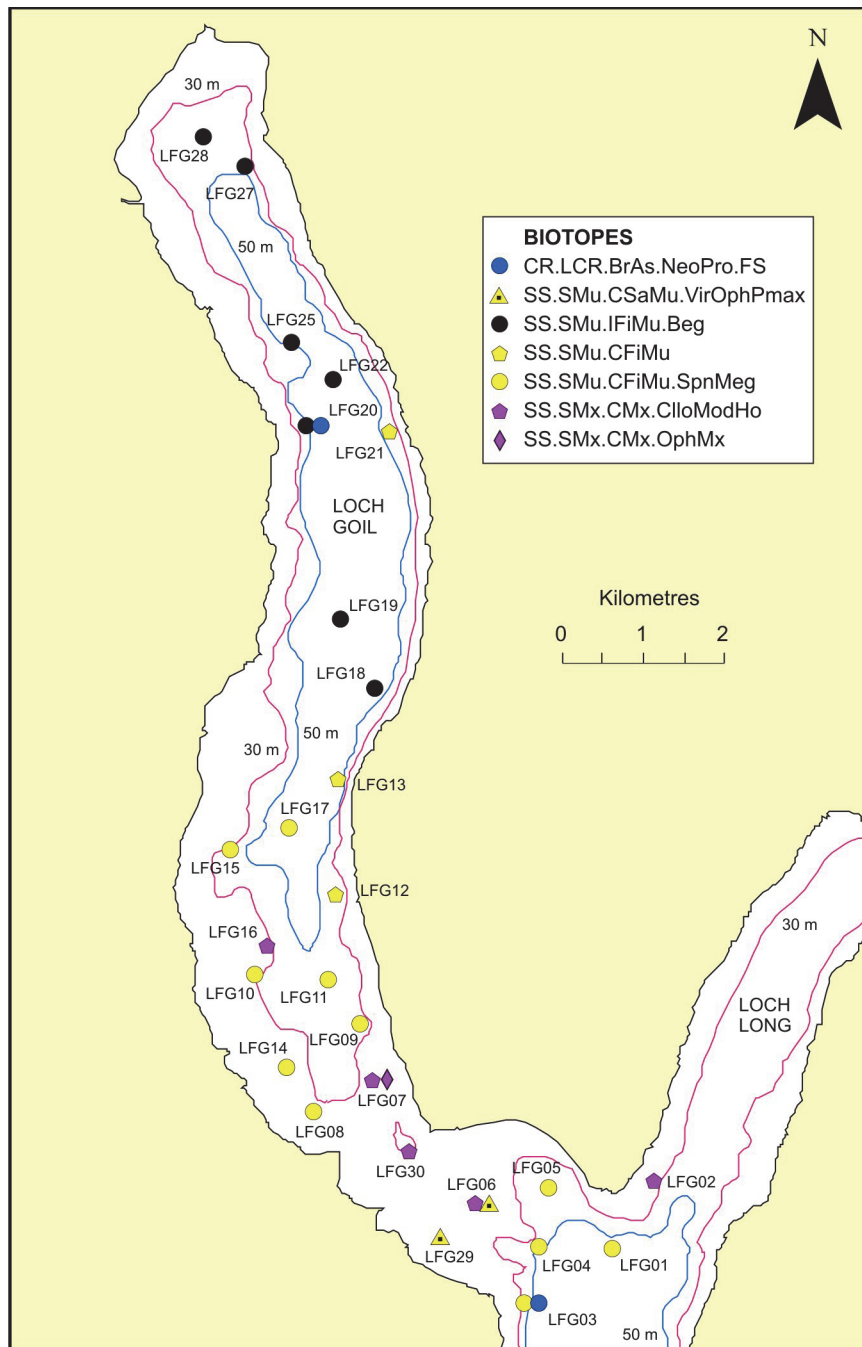 N
30 m
LFG28
LFG27
50 m
BIOTOPES
CR.LCR.BrAs.NeoPro.FS
SS.SMu.CSaMu.VirOphPmax
SS.SMu.IFiMu.Beg
SS.SMu.CFiMu
SS.SMu.CFiMu.SpnMeg
SS.SMx.CMx.ClloModHo
SS.SMx.CMx.OphMx
LFG25
LFG22
LFG20
LFG21
LOCH
GOIL
Kilometres
0 1 2
LFG19
LFG18
50 m
30 m
LFG13
LFG17
LFG15
LFG12
30 m
LFG16
LFG10
LFG11
LOCH
LONG
LFG09
LFG14
LFG07
LFG08
LFG30
LFG05
LFG02
LFG06
LFG29
LFG04
LFG01
LFG03
50 m